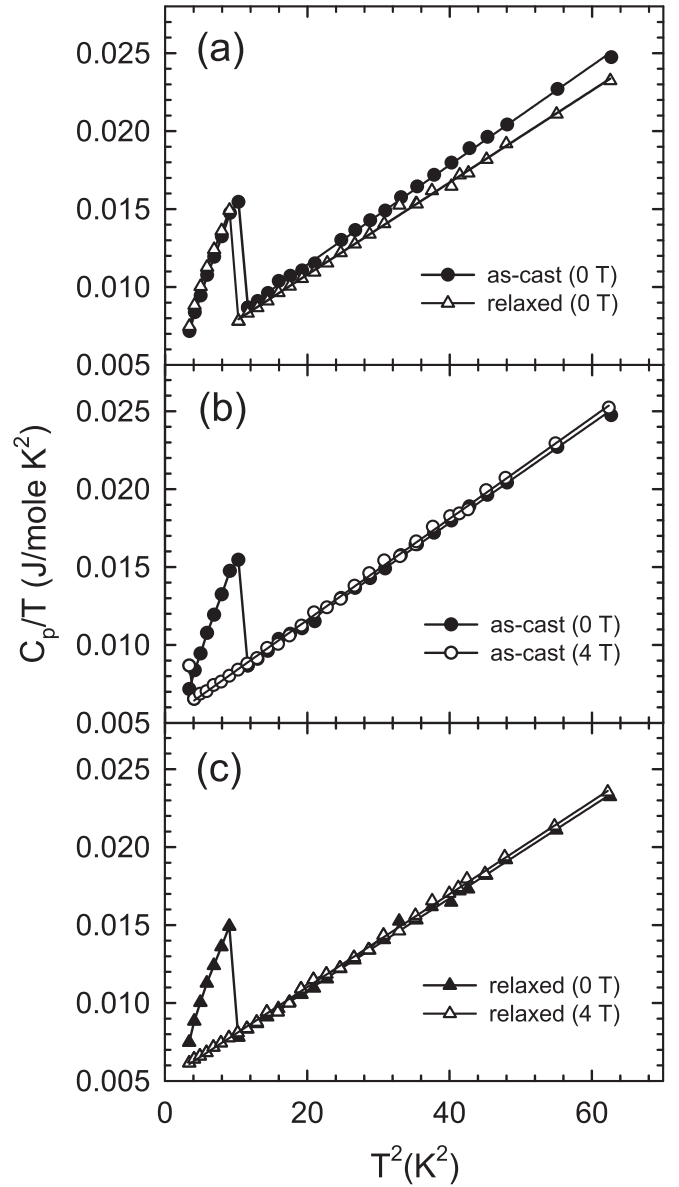 (a)
0.025
0.020
0.015
0.010
0.005
as-cast (0 T)
relaxed (0 T)
(b)
0.025
0.020
0.015
0.010
0.005
as-cast (0 T)
as-cast (4 T)
C_p/T (J/mole K²)
(c)
0.025
0.020
0.015
0.010
0.005
relaxed (0 T)
relaxed (4 T)
0 20 40 60
T²(K²)